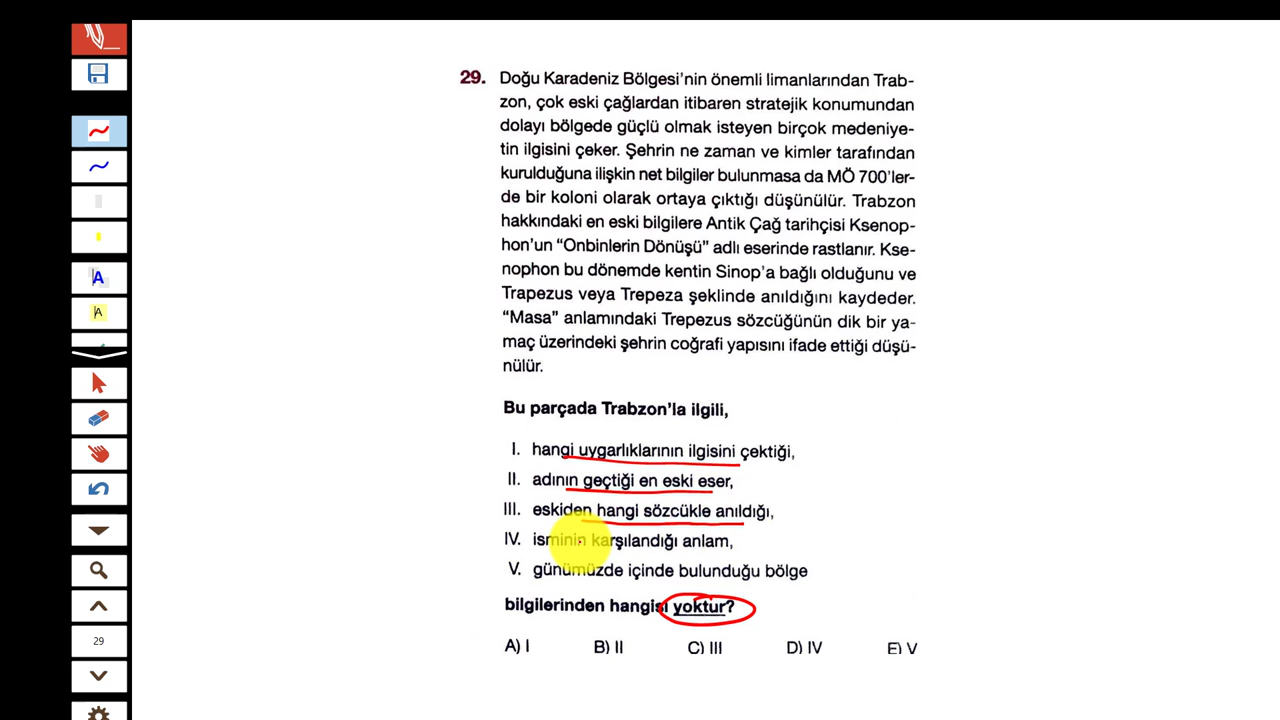 29. Doğu Karadeniz Bölgesi'nin önemli limanlarından Trab-
zon, çok eski çağlardan itibaren stratejik konumundan
dolayı bölgede güçlü olmak isteyen birçok medeniye-
tin ilgisini çeker. Şehrin ne zaman ve kimler tarafından
kurulduğuna ilişkin net bilgiler bulunmasa da MÖ 700'ler-
de bir koloni olarak ortaya çıktığı düşünülür. Trabzon
hakkındaki en eski bilgilere Antik Çağ tarihçisi Ksenop-
hon'un “Onbinlerin Dönüşü” adlı eserinde rastlanır. Kse-
nophon bu dönemde kentin Sinop'a bağlı olduğunu ve
Trapezus veya Trepeza şeklinde anıldığını kaydeder.
“Masa” anlamındaki Trepezus sözcüğünün dik bir ya-
maç üzerindeki şehrin coğrafi yapısını ifade ettiği düşü-
nülür.
Bu parçada Trabzon'la ilgili,
I. hangi uygarlıklarının ilgisini çektiği,
II. adının geçtiği en eski eser,
III. eskiden hangi sözcükle anıldığı,
IV. isminin karşılandığı anlam,
V. günümüzde içinde bulunduğu bölge
bilgilerinden hangisi yoktur?
A) I B) II C) III D) IV E) V
A
A
29